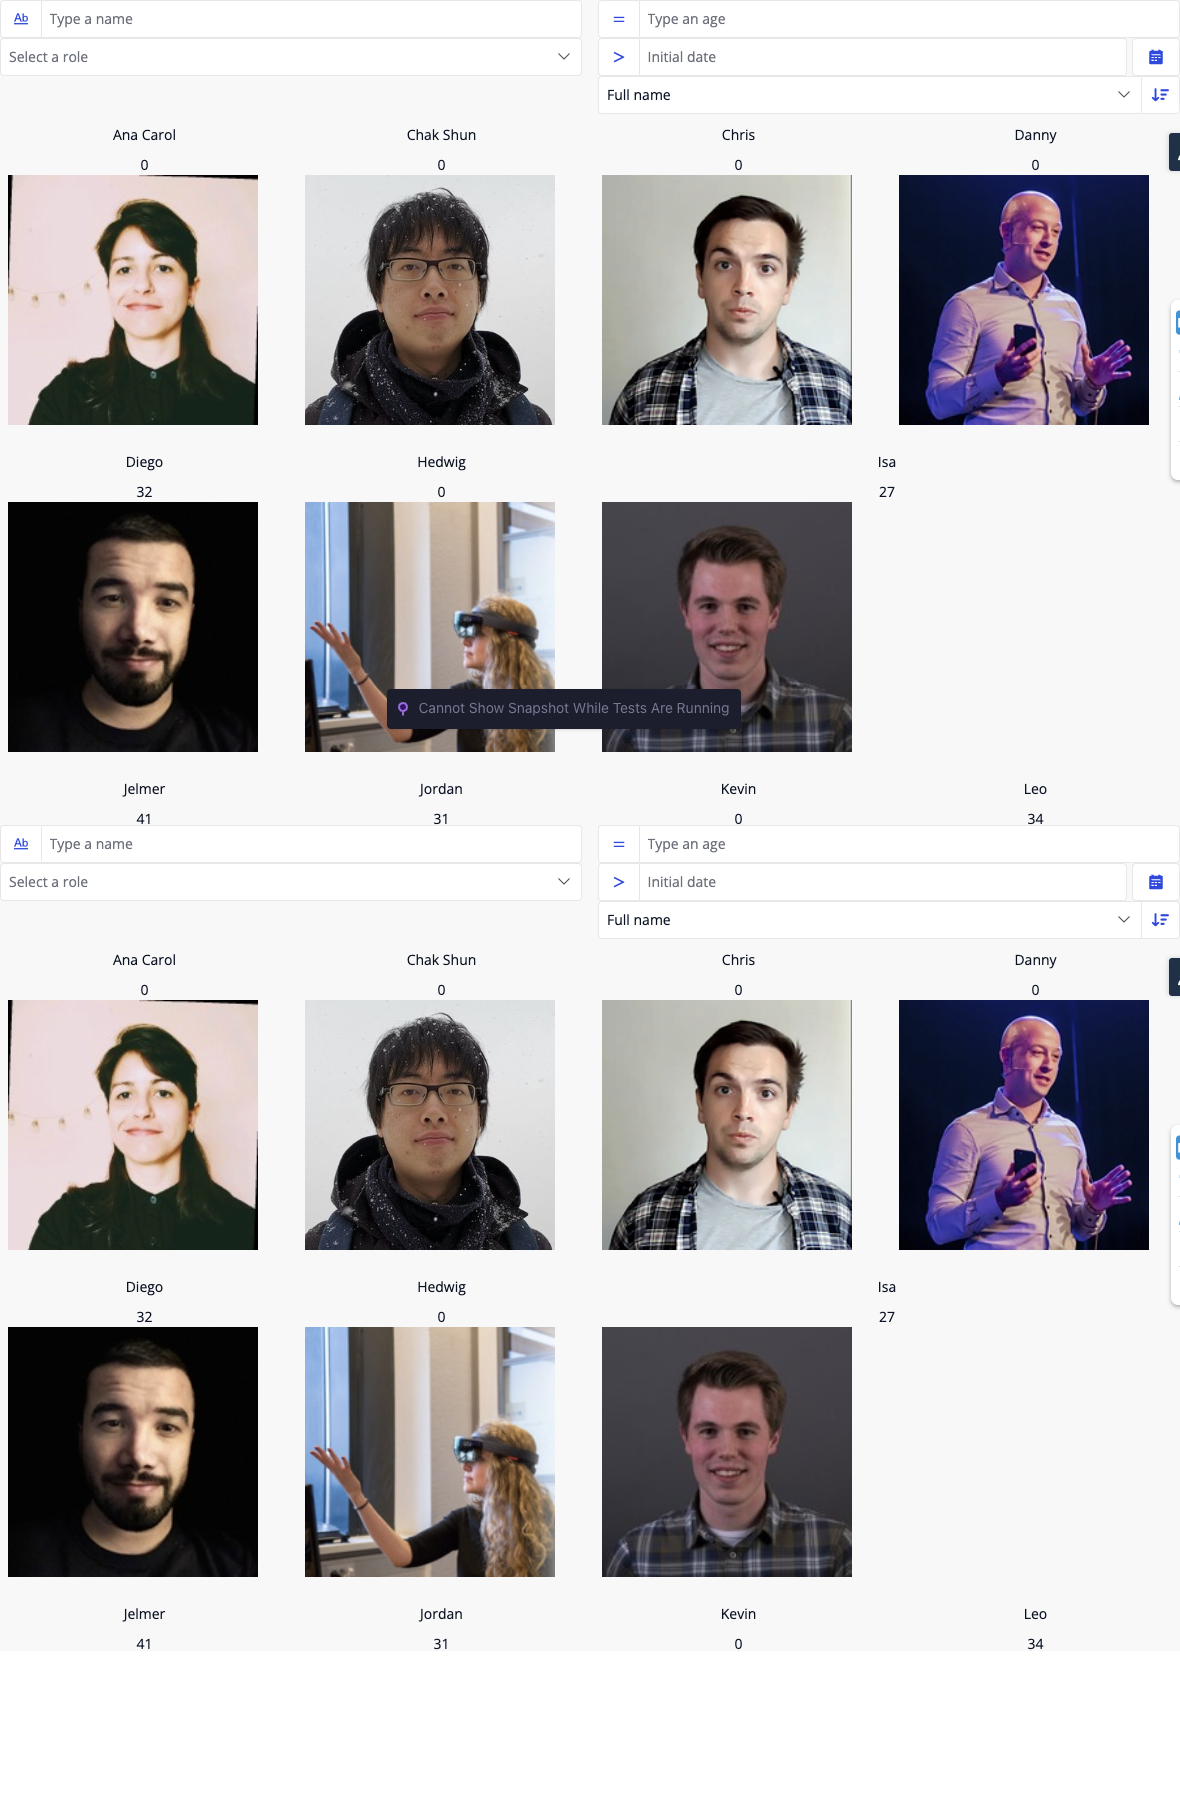 Ab Type a name = Type an age
Select a role > Initial date
Full name
Ana Carol Chak Shun Chris Danny
0 0 0 0
Diego Hedwig Isa
32 0 27
Cannot Show Snapshot While Tests Are Running
Jelmer Jordan Kevin Leo
41 31 0 34
Ab Type a name = Type an age
Select a role > Initial date
Full name
Ana Carol Chak Shun Chris Danny
0 0 0 0
Diego Hedwig Isa
32 0 27
Jelmer Jordan Kevin Leo
41 31 0 34